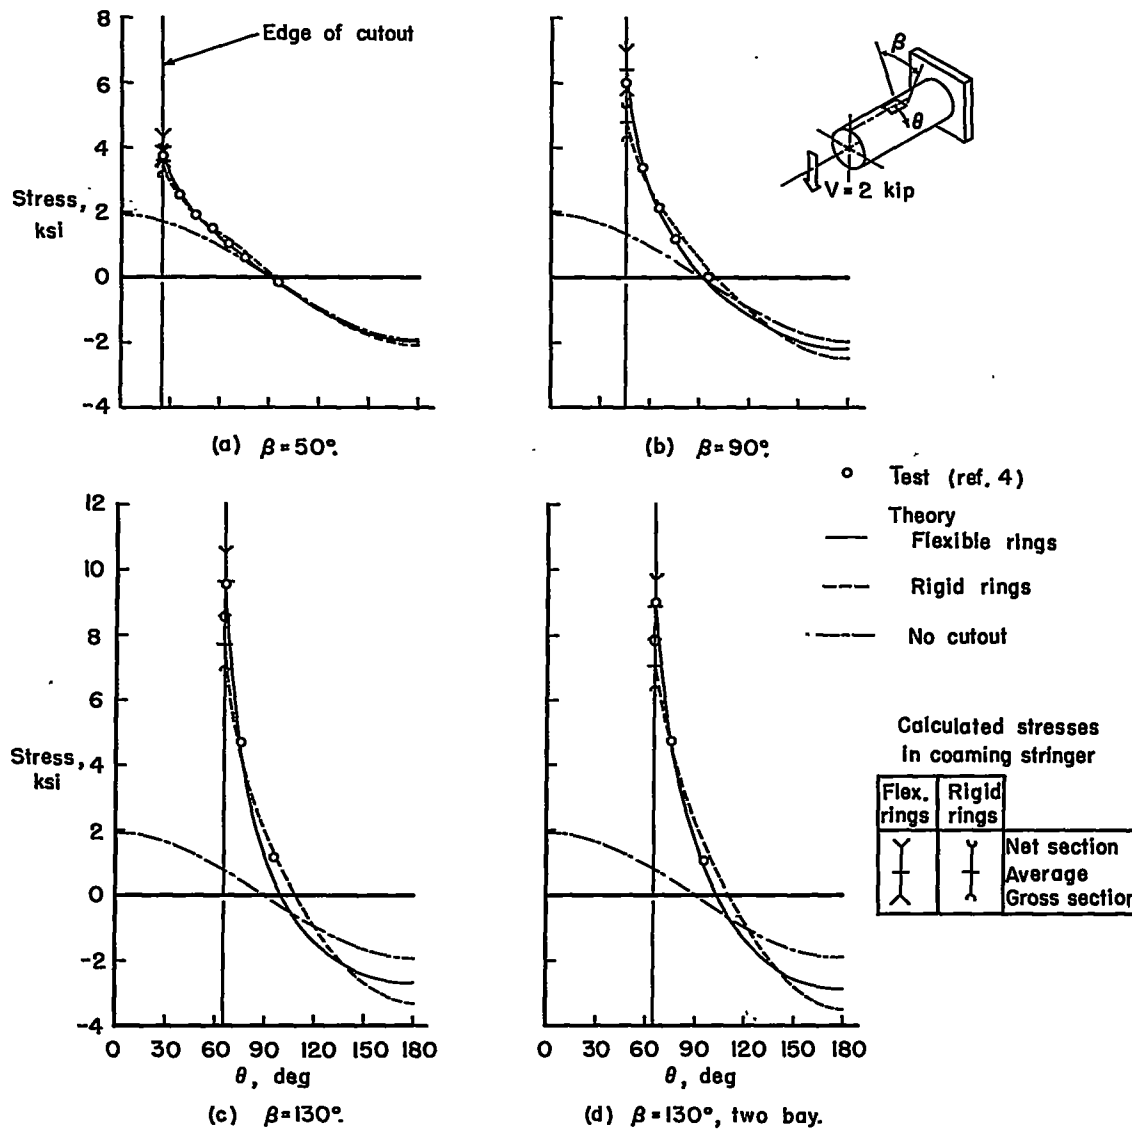 8
6
4
2
0
-2
-4
Stress,
ksi
Edge of cutout
(a) β=50°.
β
θ
V=2 kip
(b) β=90°.
Test (ref. 4)
Theory
Flexible rings
Rigid rings
No cutout
12
10
8
6
4
2
0
-2
-4
Stress,
ksi
0 30 60 90 120 150 180
θ, deg
(c) β=130°.
0 30 60 90 120 150 180
θ, deg
(d) β=130°, two bay.
Calculated stresses
in coaming stringer
Flex. rings
Rigid rings
Net section
Average
Gross section